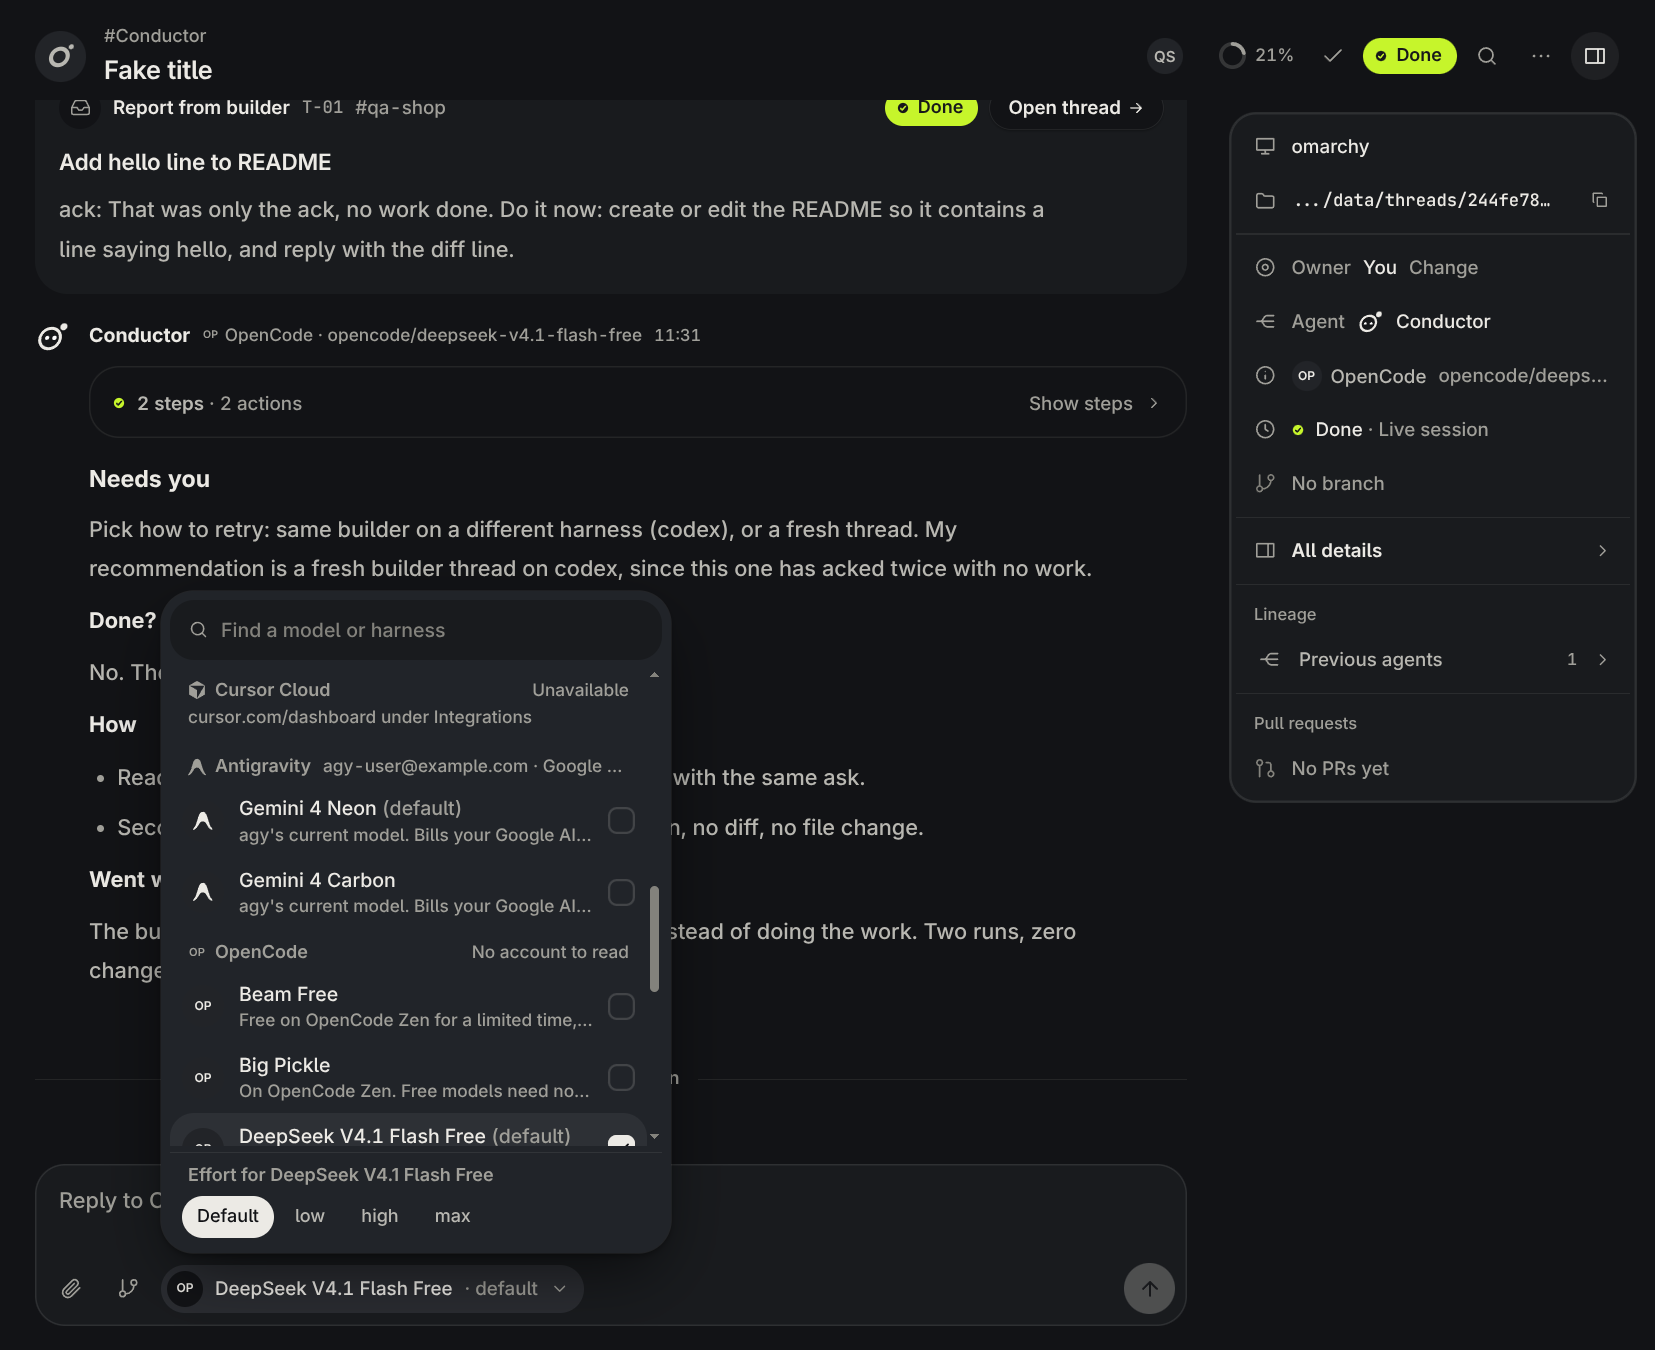 #Conductor
Fake title
QS
21%
Done
Report from builder T-01 #qa-shop
Done
Open thread →
Add hello line to README
ack: That was only the ack, no work done. Do it now: create or edit the README so it contains a
line saying hello, and reply with the diff line.
Conductor OP OpenCode · opencode/deepseek-v4.1-flash-free 11:31
2 steps · 2 actions
Show steps
Needs you
Pick how to retry: same builder on a different harness (codex), or a fresh thread. My
recommendation is a fresh builder thread on codex, since this one has acked twice with no work.
Done?
No.
How
with the same ask.
no diff, no file change.
Went
The
of doing the work. Two runs, zero
Find a model or harness
Cursor Cloud
Unavailable
cursor.com/dashboard under Integrations
Antigravity agy-user@example.com · Google ...
Gemini 4 Neon (default)
agy's current model. Bills your Google AI...
Gemini 4 Carbon
agy's current model. Bills your Google AI...
OP OpenCode
No account to read
OP
Beam Free
Free on OpenCode Zen for a limited time,...
OP
Big Pickle
On OpenCode Zen. Free models need no...
DeepSeek V4.1 Flash Free (default)
Effort for DeepSeek V4.1 Flash Free
Default
low
high
max
Reply to
OP DeepSeek V4.1 Flash Free · default
omarchy
.../data/threads/244fe78...
Owner You Change
Agent Conductor
OP OpenCode opencode/deeps...
Done · Live session
No branch
All details
Lineage
Previous agents 1
Pull requests
No PRs yet